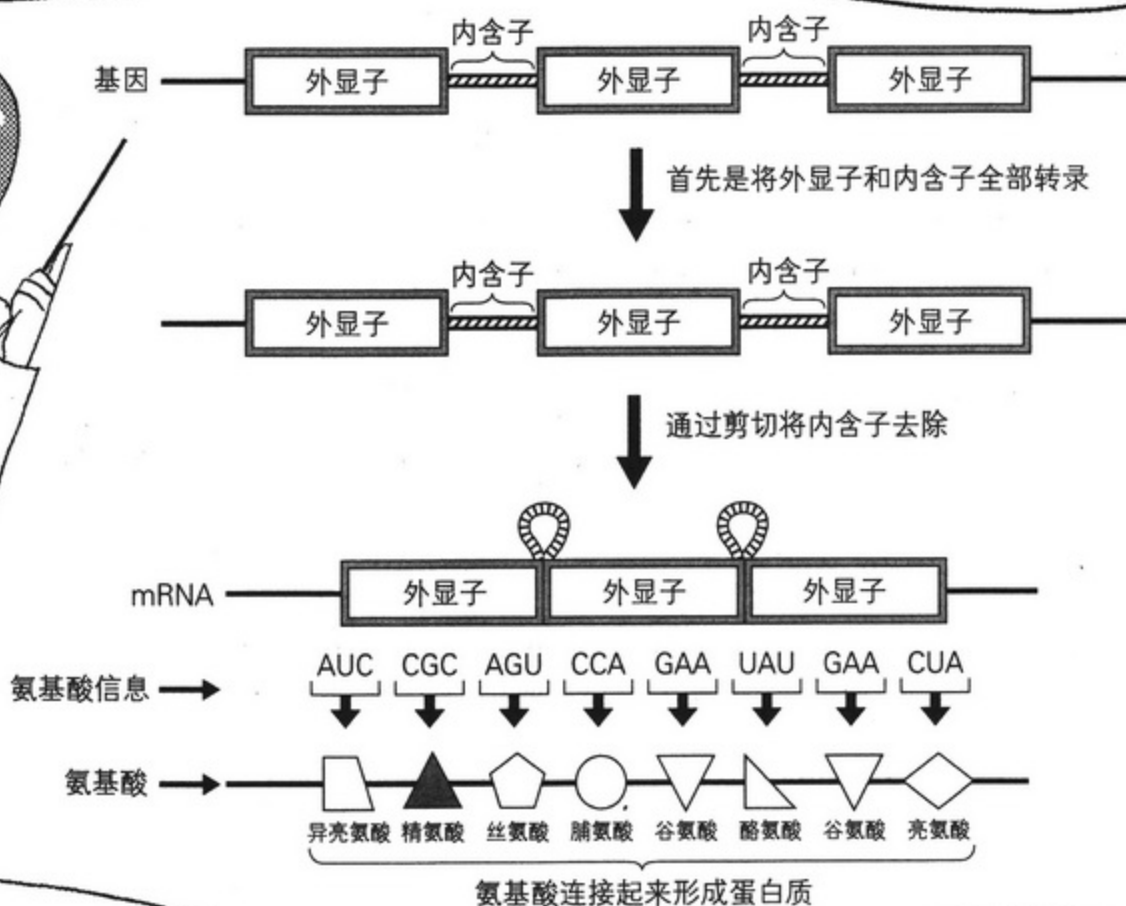 内含子 内含子
基因 外显子 外显子 外显子
首先是将外显子和内含子全部转录
内含子 内含子
外显子 外显子 外显子
通过剪切将内含子去除
mRNA 外显子 外显子 外显子
氨基酸信息 AUC CGC AGU CCA GAA UAU GAA CUA
氨基酸
异亮氨酸 精氨酸 丝氨酸 脯氨酸 谷氨酸 酪氨酸 谷氨酸 亮氨酸
氨基酸连接起来形成蛋白质